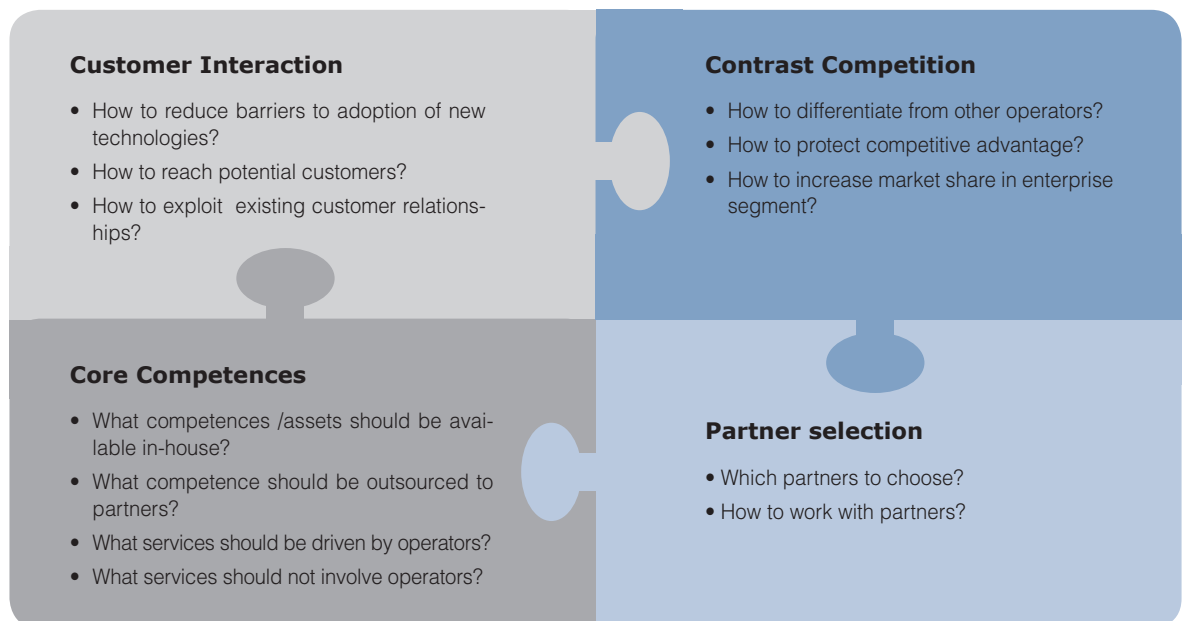 Customer Interaction
• How to reduce barriers to adoption of new
technologies?
• How to reach potential customers?
• How to exploit existing customer relations-
hips?
Contrast Competition
• How to differentiate from other operators?
• How to protect competitive advantage?
• How to increase market share in enterprise
segment?
Core Competences
• What competences /assets should be avai-
lable in-house?
• What competence should be outsourced to
partners?
• What services should be driven by operators?
• What services should not involve operators?
Partner selection
• Which partners to choose?
• How to work with partners?